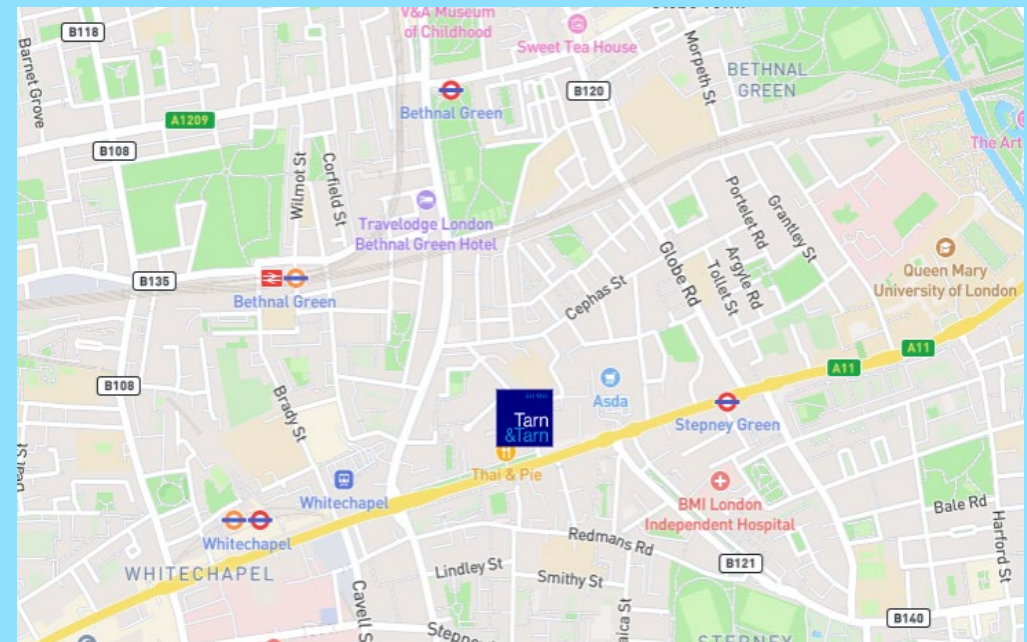 V&A Museum
of Childhood
B118
Sweet Tea House
Barnet Grove
Morpeth St
BETHNAL
GREEN
B120
Bethnal Green
A1209
B108
The Art
Wilmot St
Corfield St
Portelet Rd
Grantley St
Travelodge London
Bethnal Green Hotel
Globe Rd
Argyle Rd
Tollet St
Queen Mary
University of London
B135
Bethnal Green
Cephas St
A11
A11
B108
Brady St
Asda
Tarn
&Tarn
Stepney Green
Thai & Pie
Whitechapel
BMI London
Independent Hospital
Bale Rd
Harford St
Whitechapel
Redmans Rd
B121
WHITECHAPEL
Lindley St
Smithy St
Cavell S
B140